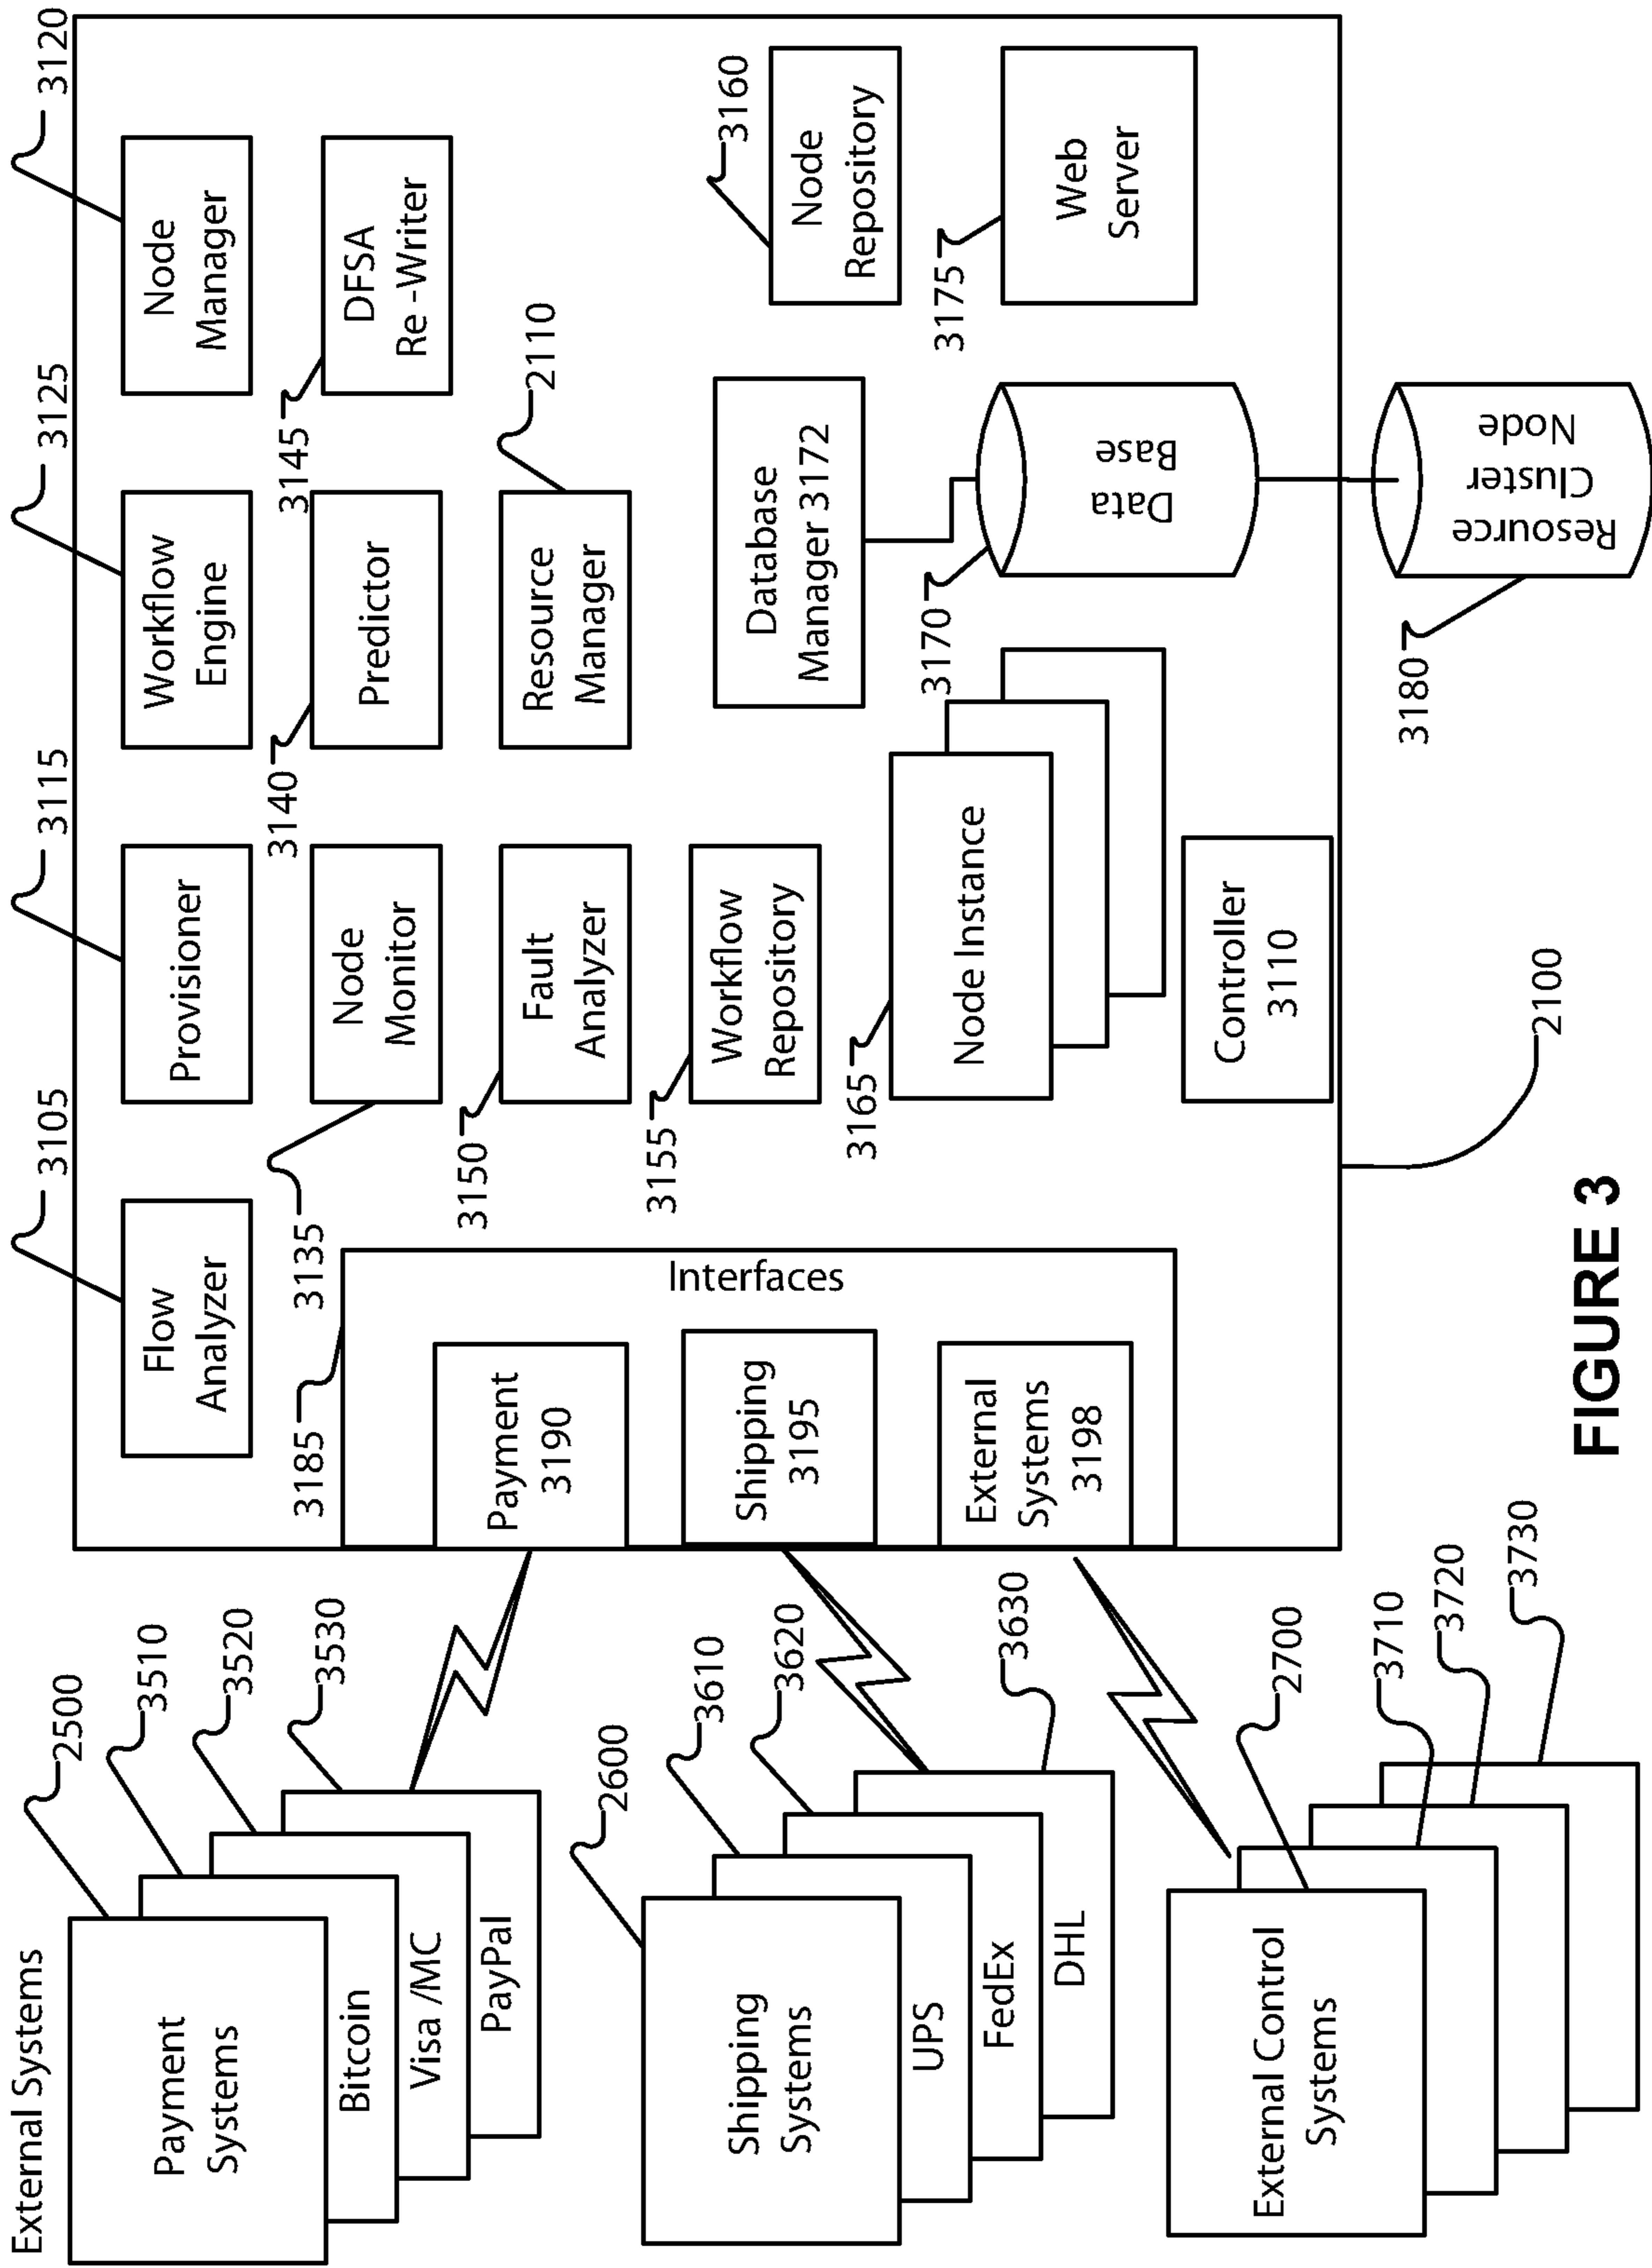 External Systems
Payment
Systems
2500
Bitcoin
3510
Visa /MC
3520
PayPal
3530
Shipping
Systems
2600
UPS
3610
FedEx
3620
DHL
3630
External Control
Systems
2700
3710
3720
3730
Flow
Analyzer
3105
Provisioner
3115
Workflow
Engine
3125
Node
Manager
3120
Node
Monitor
3135
Predictor
3140
DFSA
Re -Writer
3145
Fault
Analyzer
3150
Resource
Manager
2110
Workflow
Repository
3155
Interfaces
3185
Payment
3190
Shipping
3195
External
Systems
3198
Node Instance
3165
Controller
3110
Database
Manager 3172
Node
Repository
3160
Data
Base
3170
Web
Server
3175
Resource
Cluster
Node
3180
2100
FIGURE 3